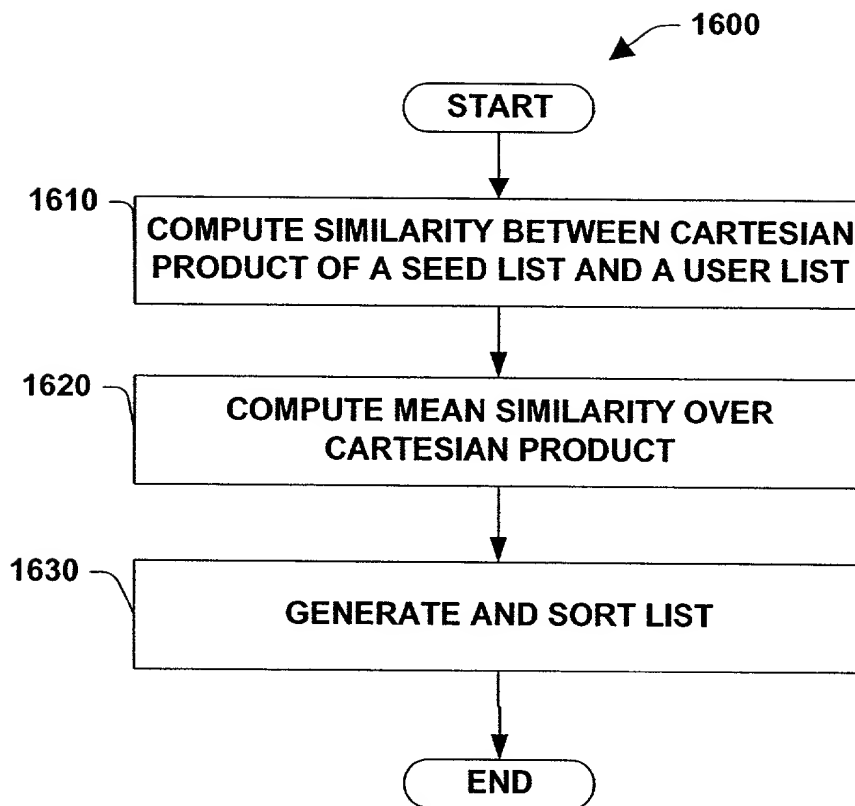 1600
START
1610
COMPUTE SIMILARITY BETWEEN CARTESIAN
PRODUCT OF A SEED LIST AND A USER LIST
1620
COMPUTE MEAN SIMILARITY OVER
CARTESIAN PRODUCT
1630
GENERATE AND SORT LIST
END